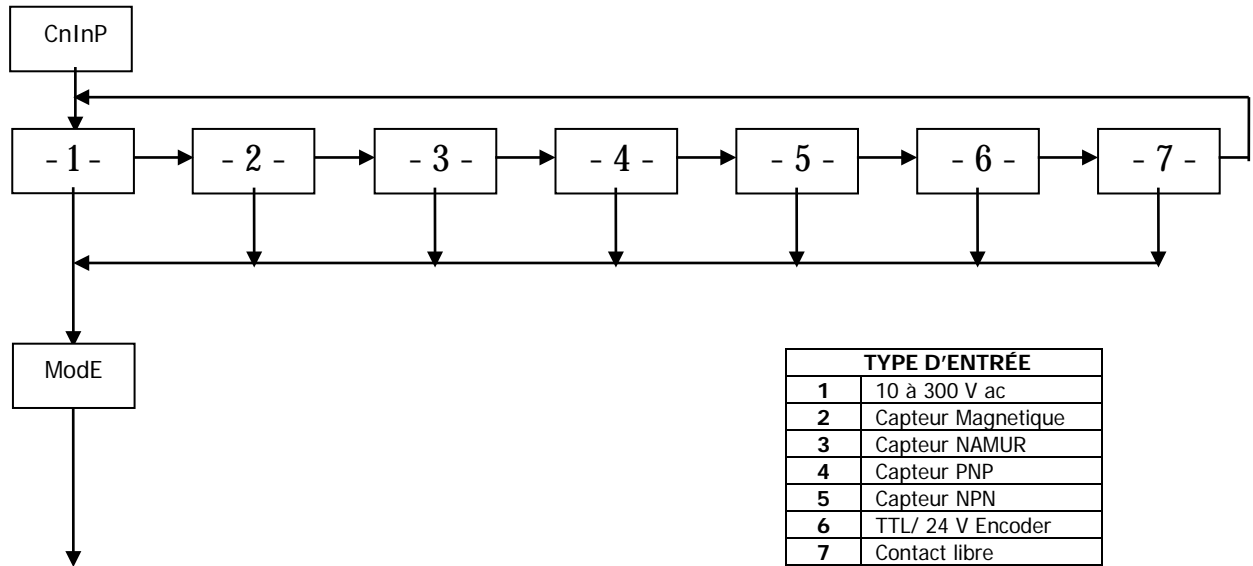 CnInP
- 1 - - 2 - - 3 - - 4 - - 5 - - 6 - - 7 -
ModE
TYPE D'ENTRÉE
1 10 à 300 V ac
2 Capteur Magnetique
3 Capteur NAMUR
4 Capteur PNP
5 Capteur NPN
6 TTL/ 24 V Encoder
7 Contact libre